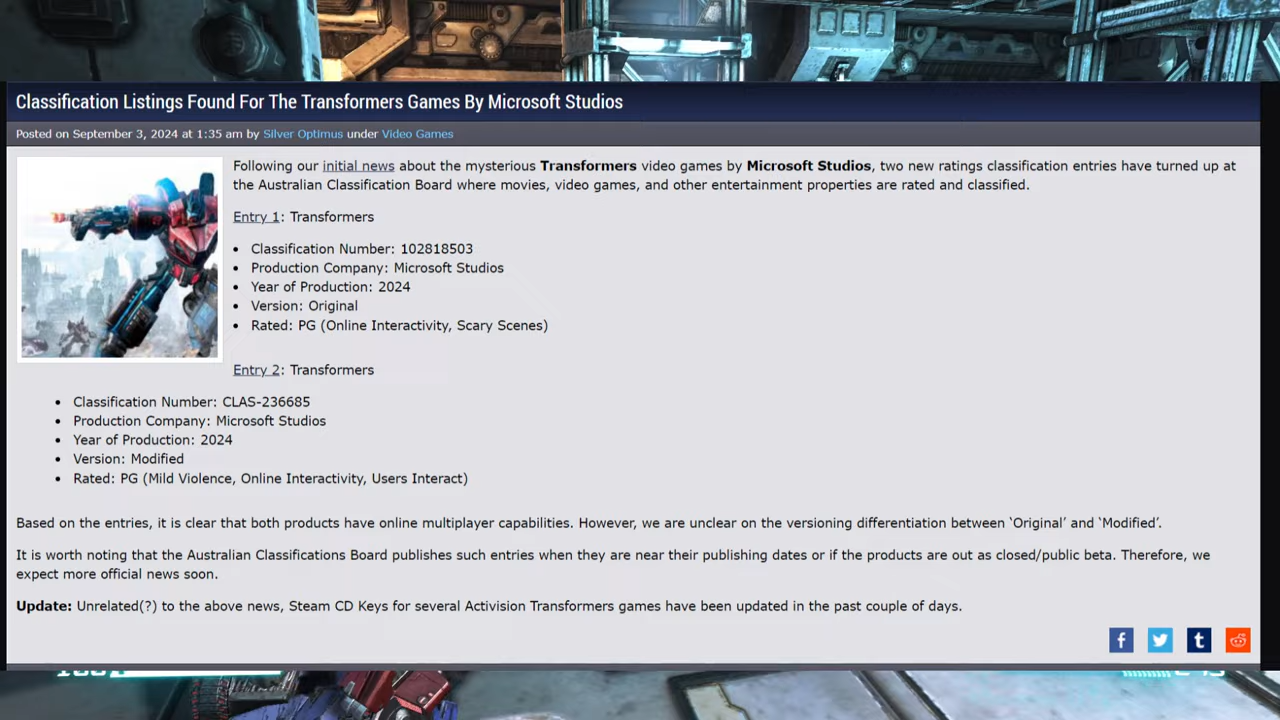 Classification Listings Found For The Transformers Games By Microsoft Studios
Posted on September 3, 2024 at 1:35 am by Silver Optimus under Video Games
Following our initial news about the mysterious Transformers video games by Microsoft Studios, two new ratings classification entries have turned up at
the Australian Classification Board where movies, video games, and other entertainment properties are rated and classified.
Entry 1: Transformers
• Classification Number: 102818503
• Production Company: Microsoft Studios
• Year of Production: 2024
• Version: Original
• Rated: PG (Online Interactivity, Scary Scenes)
Entry 2: Transformers
• Classification Number: CLAS-236685
• Production Company: Microsoft Studios
• Year of Production: 2024
• Version: Modified
• Rated: PG (Mild Violence, Online Interactivity, Users Interact)
Based on the entries, it is clear that both products have online multiplayer capabilities. However, we are unclear on the versioning differentiation between `Original’ and `Modified’.
It is worth noting that the Australian Classifications Board publishes such entries when they are near their publishing dates or if the products are out as closed/public beta. Therefore, we
expect more official news soon.
Update: Unrelated(?) to the above news, Steam CD Keys for several Activision Transformers games have been updated in the past couple of days.